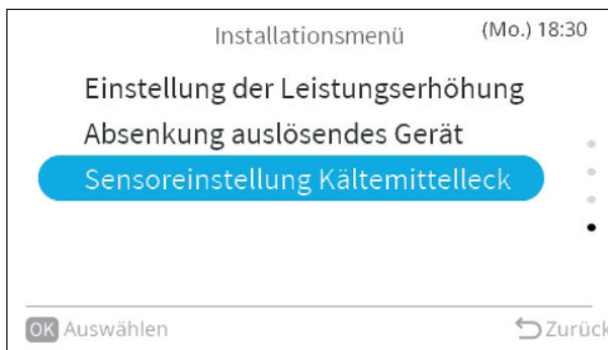 Installationsmenü (Mo.) 18:30
Einstellung der Leistungserhöhung
Absenkung auslösendes Gerät
Sensoreinstellung Kältemittelleck
OK Auswählen Zurück